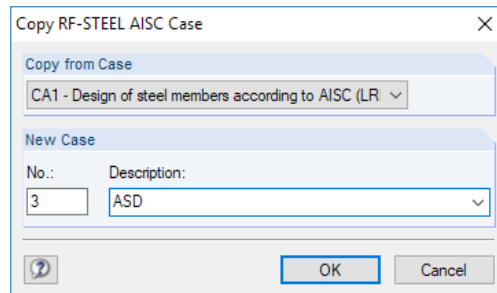 Copy RF-STEEL AISC Case
Copy from Case
CA1 - Design of steel members according to AISC (LR
New Case
No.:
Description:
3
ASD
OK
Cancel